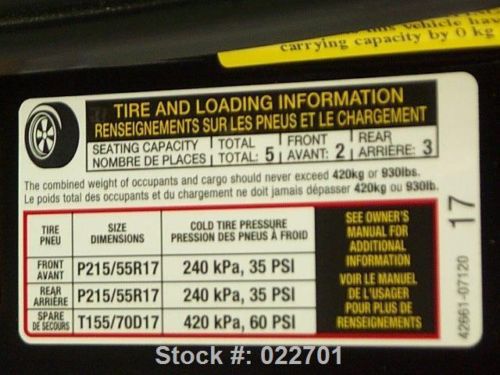 this vehicle have
carrying capacity by 0 kg
TIRE AND LOADING INFORMATION
RENSEIGNEMENTS SUR LES PNEUS ET LE CHARGEMENT
SEATING CAPACITY TOTAL FRONT REAR
NOMBRE DE PLACES TOTAL: 5 AVANT: 2 ARRIÈRE: 3
The combined weight of occupants and cargo should never exceed 420kg or 930lbs.
Le poids total des occupants et du chargement ne doit jamais dépasser 420kg ou 930lb.
TIRE SIZE COLD TIRE PRESSURE
PNEU DIMENSIONS PRESSION DES PNEUS À FROID
FRONT
AVANT P215/55R17 240 kPa, 35 PSI
REAR
ARRIÈRE P215/55R17 240 kPa, 35 PSI
SPARE
DE SECOURS T155/70D17 420 kPa, 60 PSI
SEE OWNER'S
MANUAL FOR
ADDITIONAL
INFORMATION
VOIR LE MANUEL
DE L'USAGER
POUR PLUS DE
RENSEIGNEMENTS
17
42661-07120
Stock #: 022701